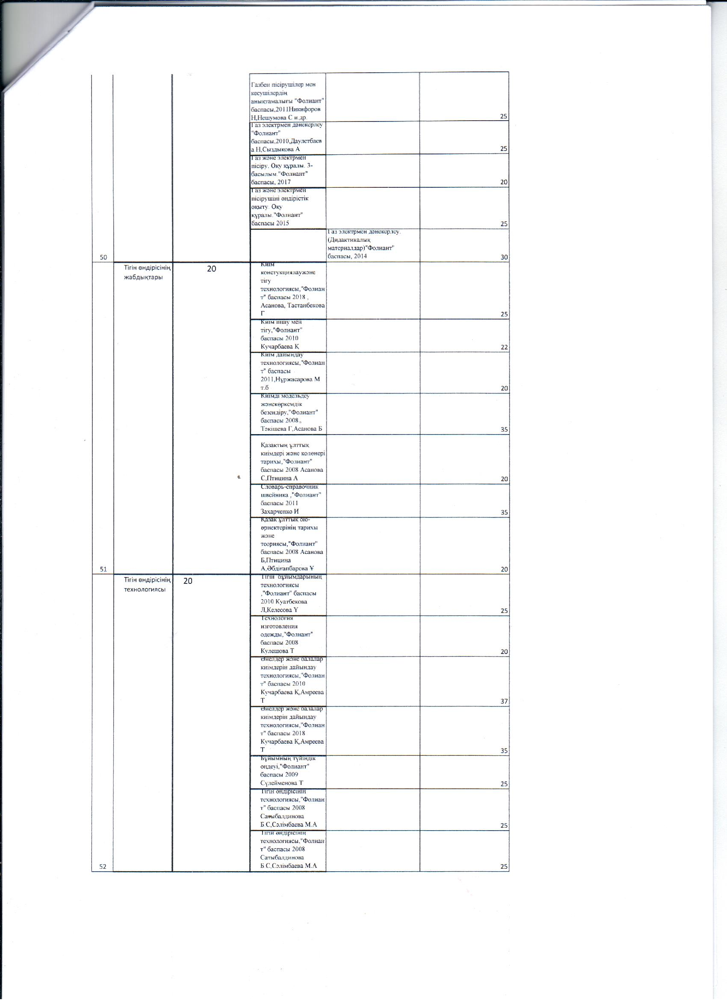 Газбен пісірушілер мен
кесушілердің
анықтамалығы "Фолиант"
баспасы,2011Никифоров
Н,Нешумова С и.др.
25
Газ электрмен дәнекерлеу
"Фолиант"
баспасы,2010,Даулетбаев
а Н,Сыздықова А
25
Газ және электрмен
пісіру. Оқу құралы. 3-
басылым."Фолиант"
баспасы, 2017
20
Газ және электрмен
пісірушіні өндірістік
оқыту. Оқу
құралы."Фолиант"
баспасы 2015
25
Газ электрмен дәнекерлеу.
(Дидактикалық
материалдар)"Фолиант"
баспасы, 2014
50
30
Тігін өндірісінің
жабдықтары
20
Киім
констукциялаужәне
тігу
технологиясы,"Фолиан
т" баспасы 2018 ,
Асанова, Тастанбекова
Г
25
Киім пішу мен
тігу,"Фолиант"
баспасы 2010
Кучарбаева Қ
22
Киім дайындау
технологиясы,"Фолиан
т" баспасы
2011,Нұржасарова М
т.б
20
Киімді модельдеу
жәнекөркемдік
безендіру,"Фолиант"
баспасы 2008,
Тәкішева Г,Асанова Б
35
Қазактың ұлттық
киімдері және қолөнері
тарихы,"Фолиант"
баспасы 2008 Асанова
С,Птицина А
20
Словарь-справочник
швейника ,"Фолиант"
баспасы 2011
Захарченко И
35
Қазак ұлттык ою-
өрнектерінің тарихы
және
теориясы,"Фолиант"
баспасы 2008 Асанова
Б,Птицина
А,Әбдіғапбарова Ұ
51
20
Тігін өндірісінің
технологиясы
20
Тігін бұйымдарының
технологиясы
,"Фолиант" баспасы
2010 Куатбекова
Л,Келесова Ү
25
Технология
изготовления
одежды,"Фолиант"
баспасы 2008
Кулешова Т
20
Әйелдер және балалар
киімдерін дайындау
технологиясы,"Фолиан
т" баспасы 2010
Кучарбаева Қ,Амреева
Т
37
Әйелдер және балалар
киімдерін дайындау
технологиясы,"Фолиан
т" баспасы 2018
Кучарбаева Қ,Амреева
Т
35
Бұйымның түйіндік
өңдеуі,"Фолиант"
баспасы 2009
Сүлейменова Т
25
Тігін өндірісінің
технологиясы,"Фолиан
т" баспасы 2008
Сатыбалдинова
Б.С,Сәлімбаева М.А
25
Тігін өндірісінің
технологиясы,"Фолиан
т" баспасы 2008
Сатыбалдинова
Б.С,Сәлімбаева М.А
52
25